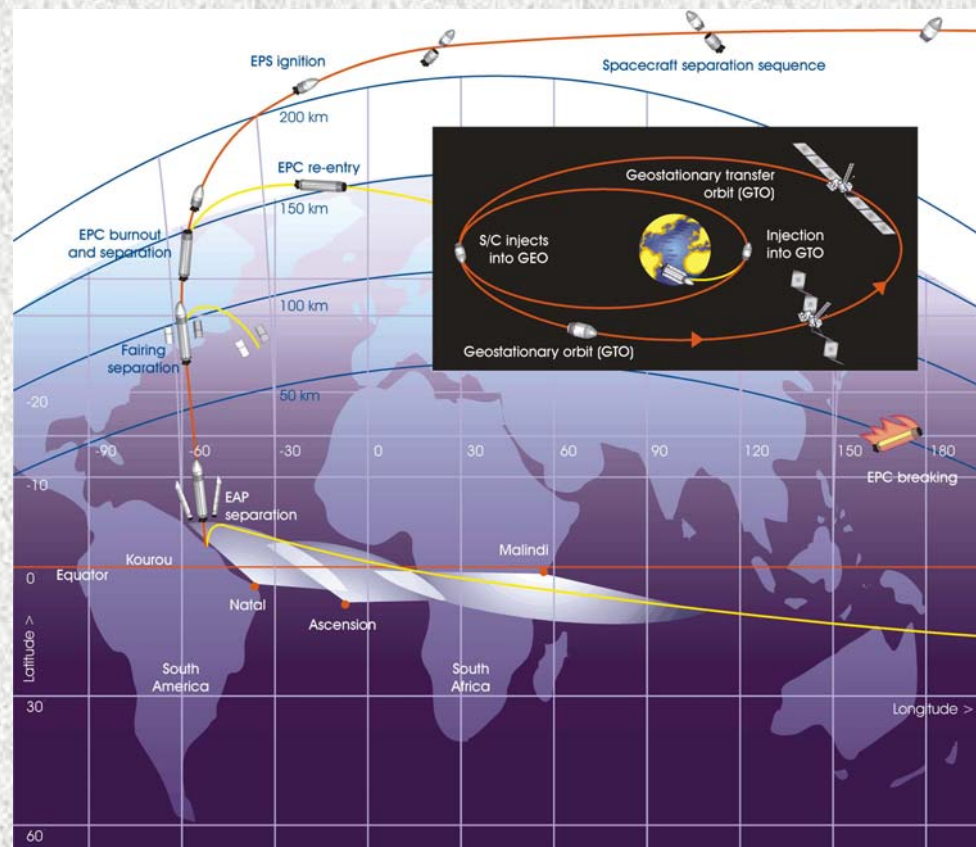 EPS ignition
Spacecraft separation sequence
200 km
EPC re-entry
150 km
EPC burnout
and separation
100 km
Fairing
separation
50 km
Geostationary transfer
orbit (GTO)
S/C injects
into GEO
Injection
into GTO
Geostationary orbit (GTO)
-20
-90
-60
-30
0
30
60
90
120
150
180
EPC breaking
-10
EAP
separation
Kourou
Malindi
0
Equator
Natal
Ascension
Latitude >
South
America
South
Africa
30
Longitude >
60